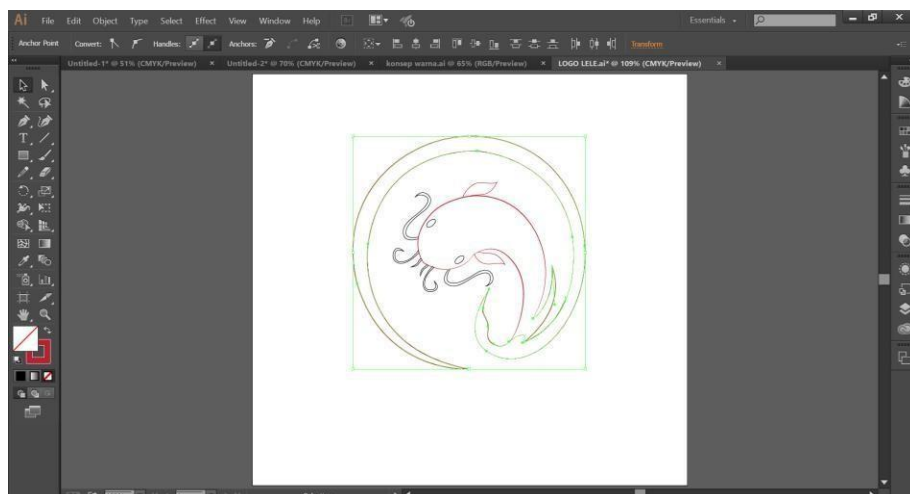 Ai File Edit Object Type Select Effect View Window Help Br Essentials
Anchor Point Convert: Handles: Anchors: Transform
Untitled-1* @ 51% (CMYK/Preview) × Untitled-2* @ 70% (CMYK/Preview) × konsep warna.ai @ 65% (RGB/Preview) × LOGO LELE.ai* @ 109% (CMYK/Preview) ×
T